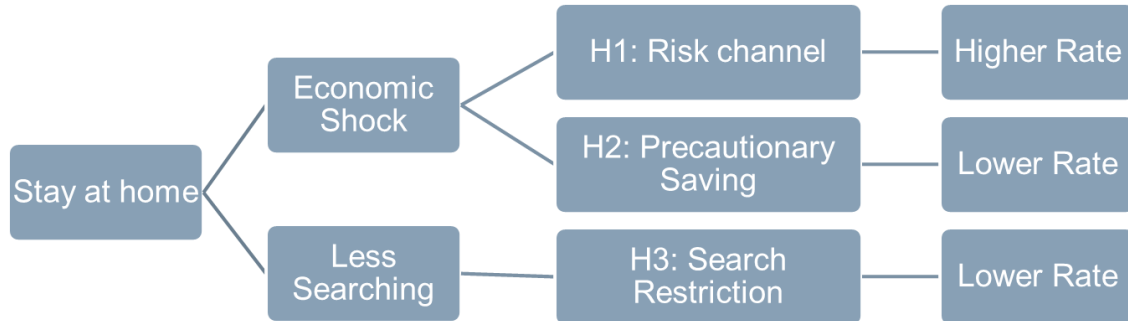 Stay at home
Economic
Shock
Less
Searching
H1: Risk channel
H2: Precautionary
Saving
H3: Search
Restriction
Higher Rate
Lower Rate
Lower Rate